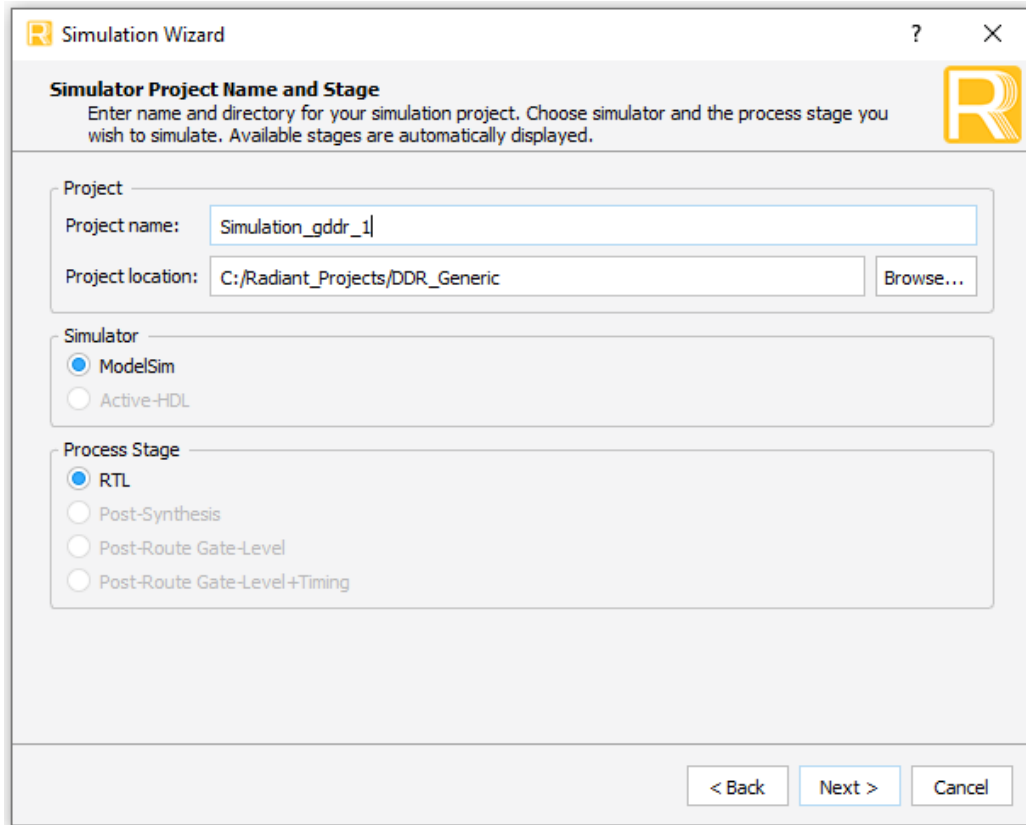 Simulation Wizard
?
Simulator Project Name and Stage
Enter name and directory for your simulation project. Choose simulator and the process stage you
wish to simulate. Available stages are automatically displayed.
Project
Project name: Simulation_gddr_1
Project location: C:/Radiant_Projects/DDR_Generic Browse...
Simulator
ModelSim
Active-HDL
Process Stage
RTL
Post-Synthesis
Post-Route Gate-Level
Post-Route Gate-Level+Timing
< Back Next > Cancel